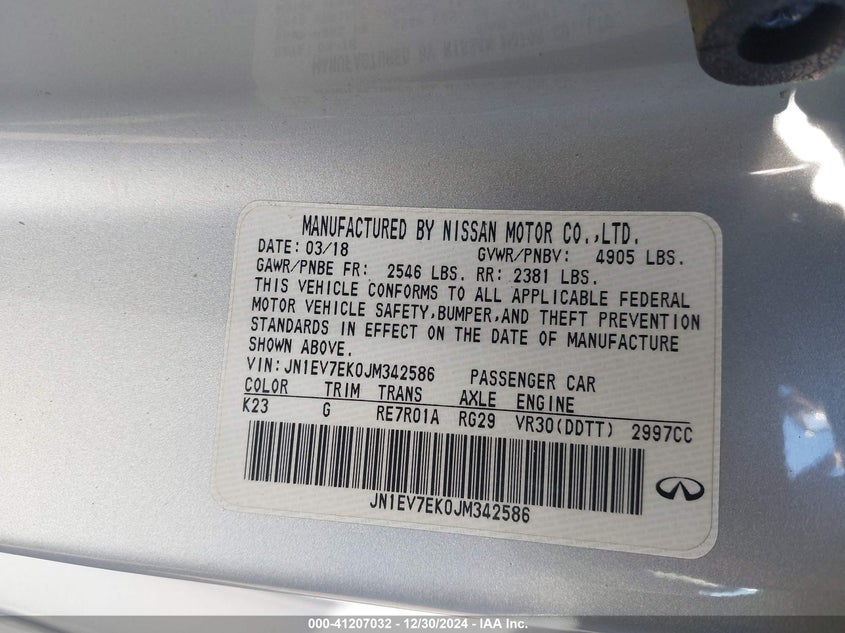 MANUFACTURED BY NISSAN MOTOR CO.,LTD.
DATE: 03/18 GVWR/PNBV: 4905 LBS.
GAWR/PNBE FR: 2546 LBS. RR: 2381 LBS.
THIS VEHICLE CONFORMS TO ALL APPLICABLE FEDERAL
MOTOR VEHICLE SAFETY,BUMPER,AND THEFT PREVENTION
STANDARDS IN EFFECT ON THE DATE OF MANUFACTURE
SHOWN ABOVE.
VIN:JN1EV7EK0JM342586 PASSENGER CAR
COLOR TRIM TRANS AXLE ENGINE
K23 G RE7R01A RG29 VR30(DDTT) 2997CC
JN1EV7EK0JM342586
000-41207032 - 12/30/2024 - IAA Inc.